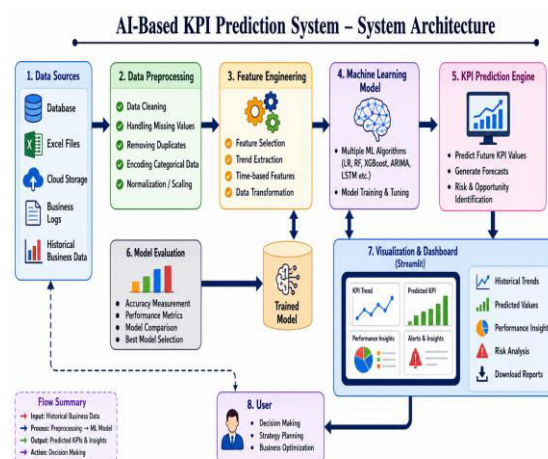 AI-Based KPI Prediction System – System Architecture
1. Data Sources
Database
Excel Files
Cloud Storage
Business
Logs
Historical
Business Data
2. Data Preprocessing
Data Cleaning
Handling Missing Values
Removing Duplicates
Encoding Categorical Data
Normalization / Scaling
3. Feature Engineering
Feature Selection
Trend Extraction
Time-based Features
Data Transformation
4. Machine Learning
Model
• Multiple ML Algorithms
(LR, RF, XGBoost, ARIMA,
LSTM etc.)
• Model Training & Tuning
5. KPI Prediction Engine
• Predict Future KPI Values
• Generate Forecasts
• Risk & Opportunity
Identification
6. Model Evaluation
• Accuracy Measurement
• Performance Metrics
• Model Comparison
• Best Model Selection
Trained
Model
7. Visualization & Dashboard
(Streamlit)
KPI Trend
Predicted KPI
Performance Insights
Alerts & Insights
Historical Trends
Predicted Values
Performance Insights
Risk Analysis
Download Reports
8. User
• Decision Making
• Strategy Planning
• Business Optimization
Flow Summary
Input: Historical Business Data
Process: Preprocessing → ML Model
Output: Predicted KPIs & Insights
Action: Decision Making